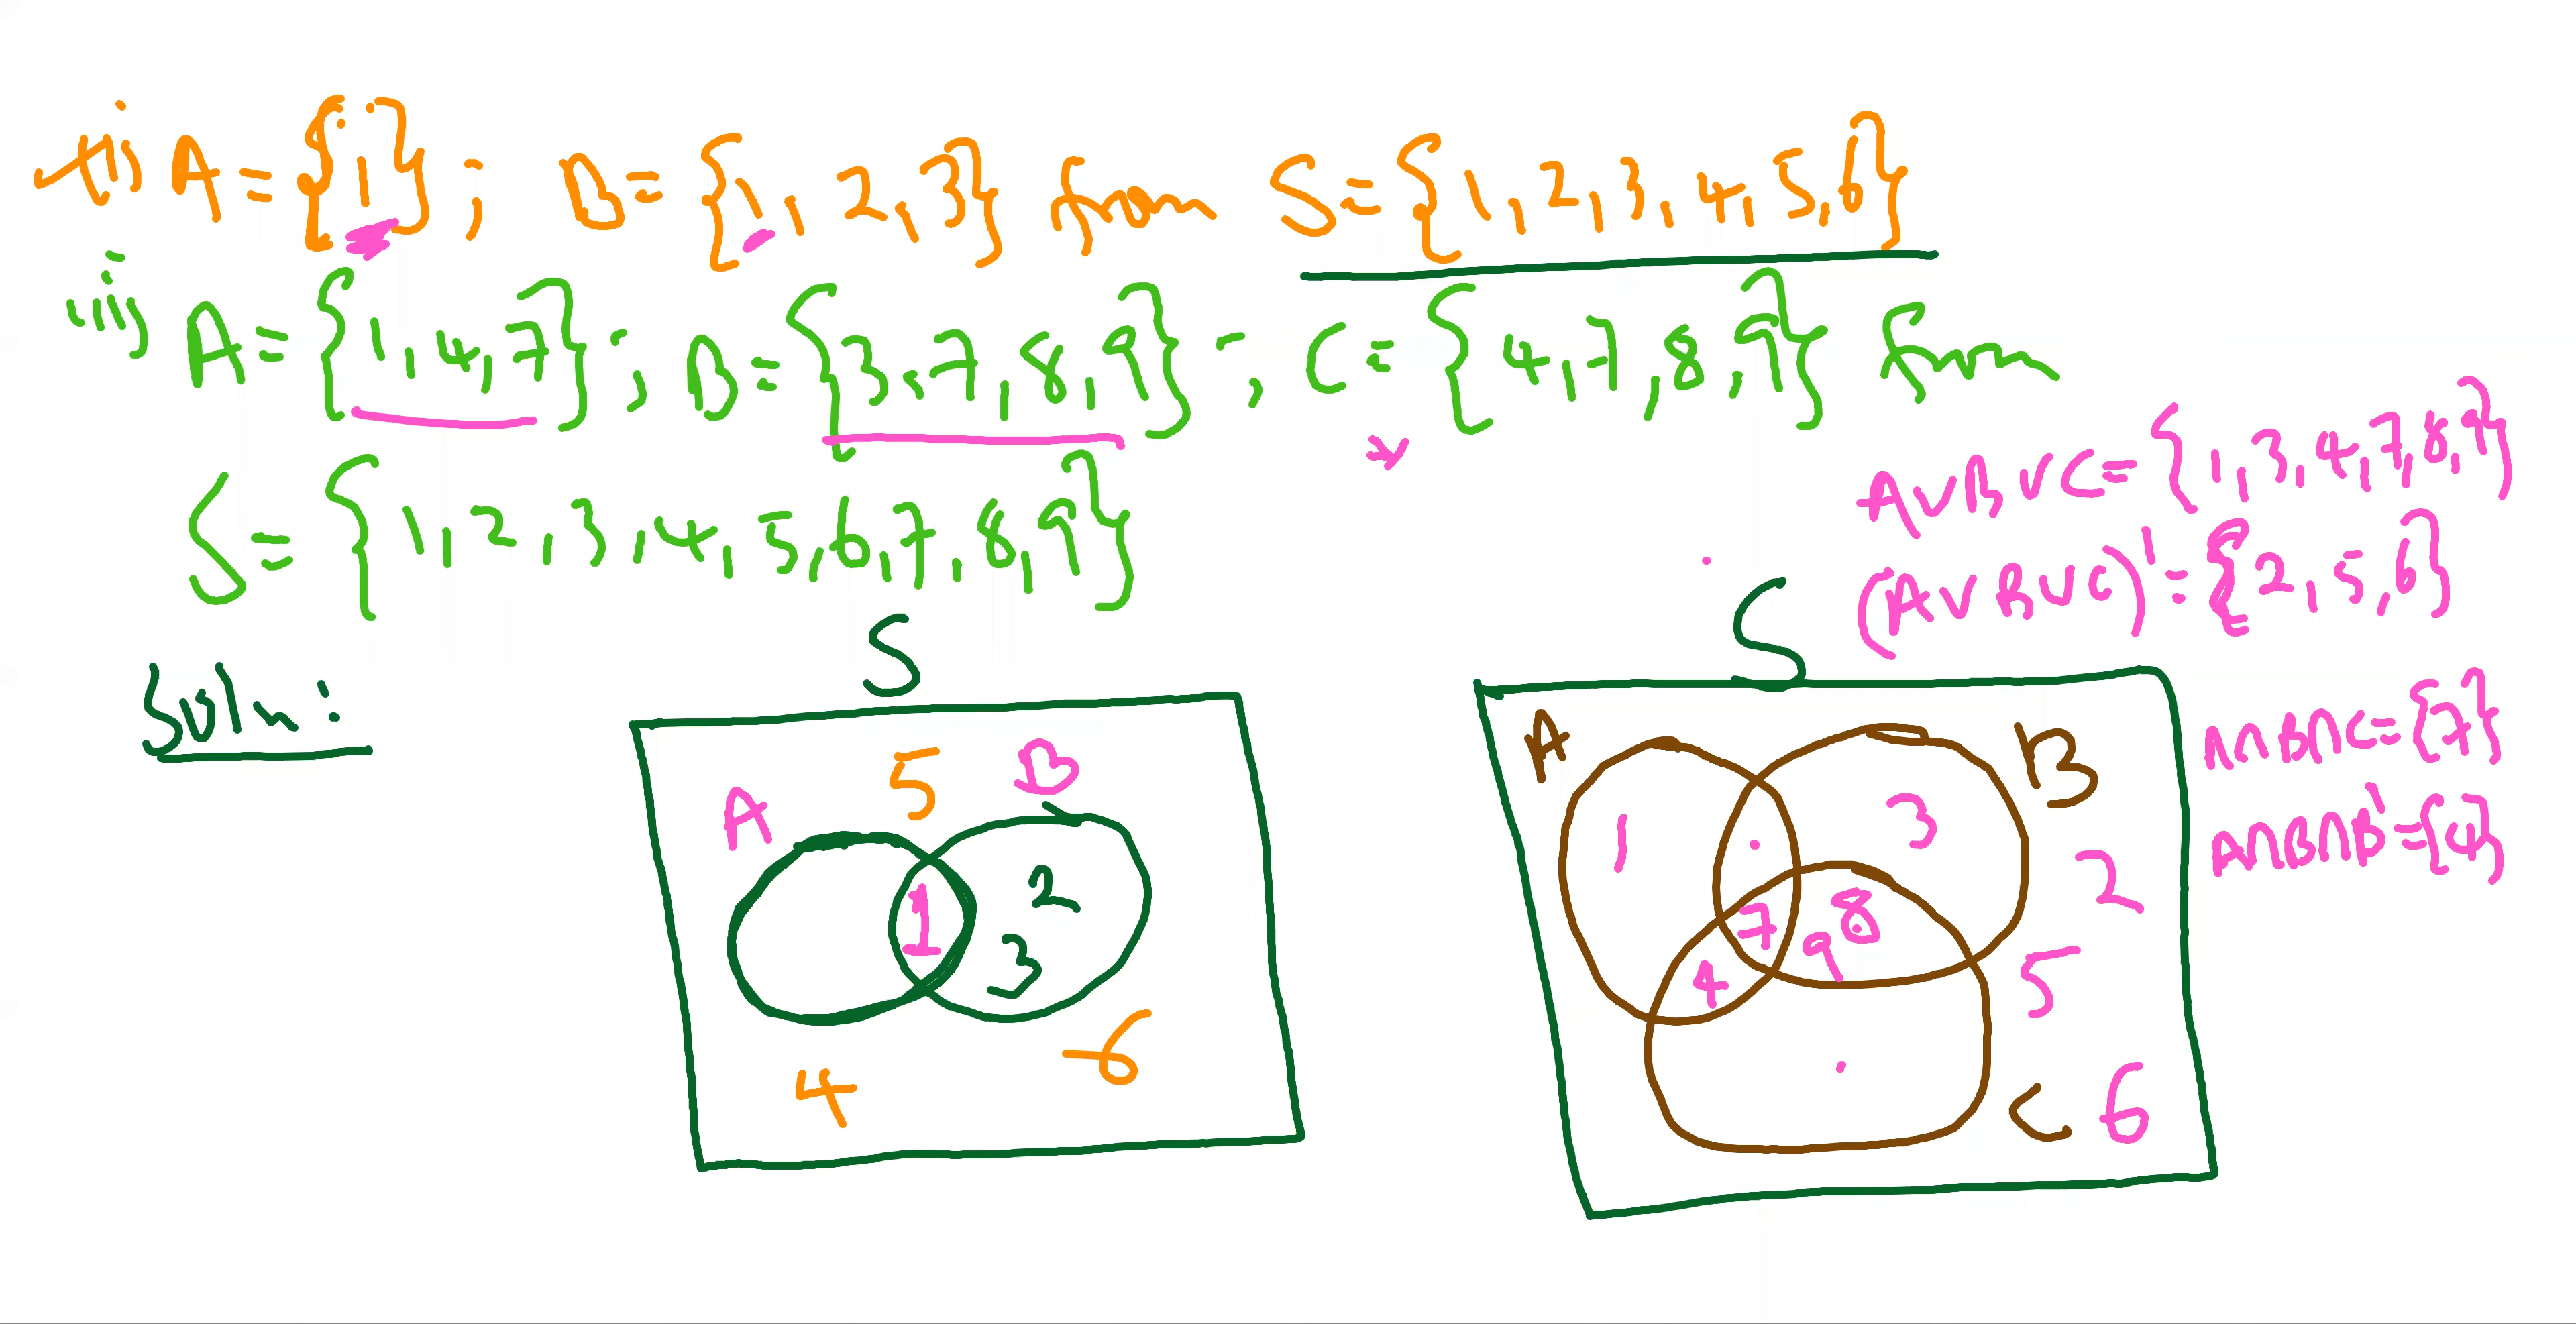 ii) A = {1} ; B = {1, 2, 3} from S = {1, 2, 3, 4, 5, 6}
iii) A = {1, 4, 7} ; B = {3, 7, 8, 9} ; C = {4, 7, 8, 9} from
S = {1, 2, 3, 4, 5, 6, 7, 8, 9}
A∪B∪C = {1, 3, 4, 7, 8, 9}
(A∪B∪C)' = {2, 5, 6}
Soln :
S
A
B
5
1
2
3
4
6
S
A
B
1
3
7
8
9
4
2
5
C
6
A∩B∩C = {7}
A∩B∩B' = {4}